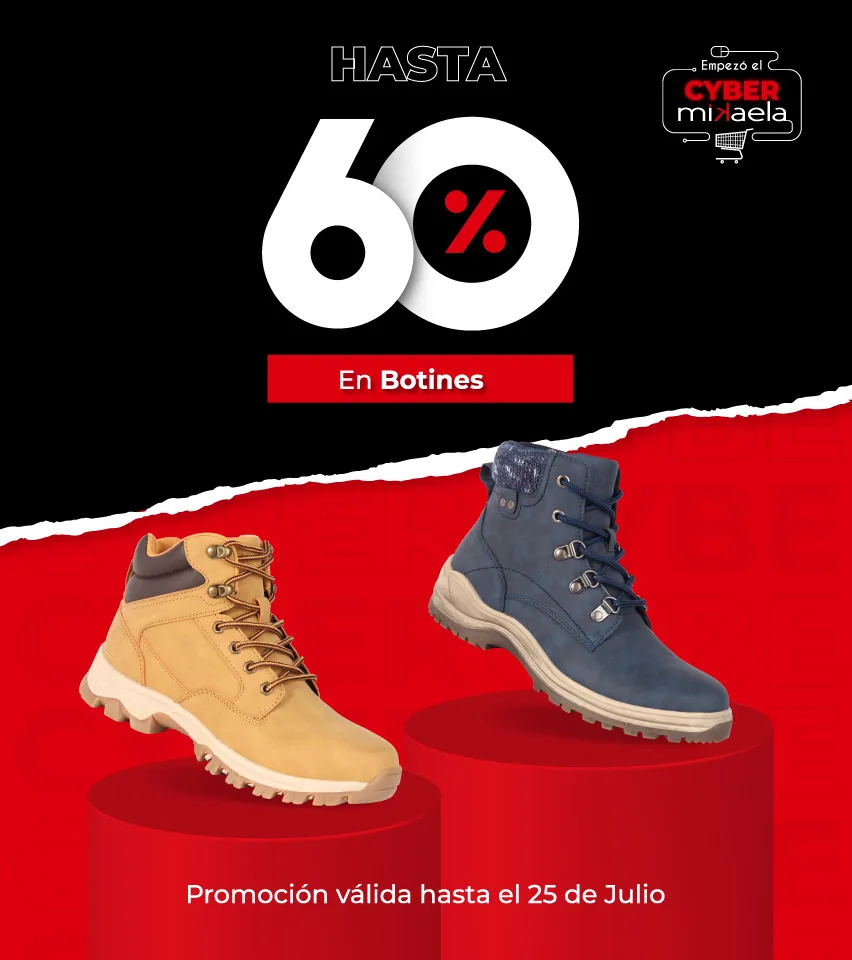 HASTA
Empezó el
CYBER
mikaela
60%
En Botines
Promoción válida hasta el 25 de Julio